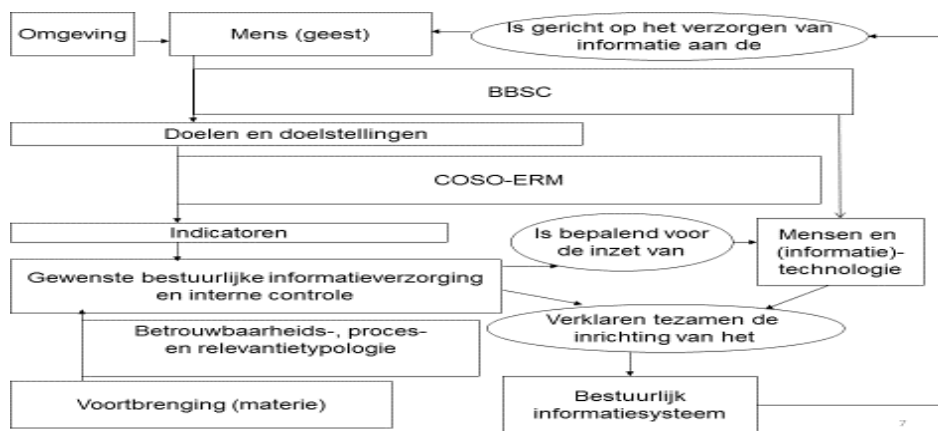 Omgeving
Mens (geest)
Is gericht op het verzorgen van
informatie aan de
BBSC
Doelen en doelstellingen
COSO-ERM
Indicatoren
Is bepalend voor
de inzet van
Mensen en
(informatie)-
technologie
Gewenste bestuurlijke informatieverzorging
en interne controle
Betrouwbaarheids-, proces-
en relevantietypologie
Verklaren tezamen de
inrichting van het
Voortbrenging (materie)
Bestuurlijk
informatiesysteem
7